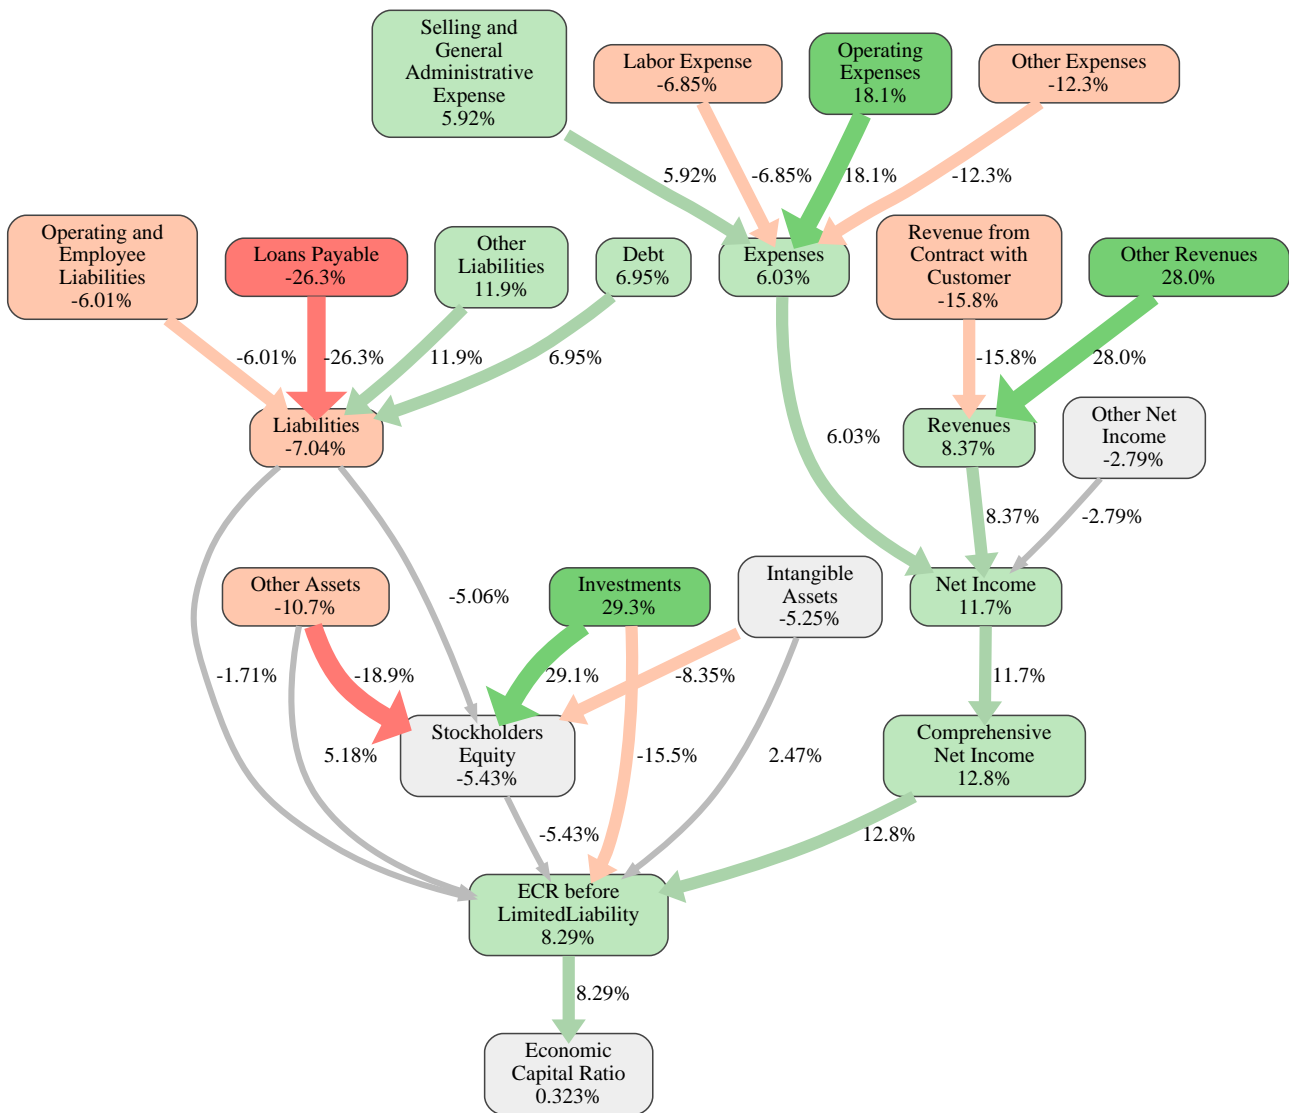 Selling and
General
Administrative
Expense
5.92%
Labor Expense
-6.85%
Operating
Expenses
18.1%
Other Expenses
-12.3%
5.92%
-6.85%
18.1%
-12.3%
Operating and
Employee
Liabilities
-6.01%
Loans Payable
-26.3%
Other
Liabilities
11.9%
Debt
6.95%
Expenses
6.03%
Revenue from
Contract with
Customer
-15.8%
Other Revenues
28.0%
-6.01%
-26.3%
11.9%
6.95%
-15.8%
28.0%
Liabilities
-7.04%
6.03%
Revenues
8.37%
Other Net
Income
-2.79%
8.37%
-2.79%
Other Assets
-10.7%
-5.06%
Investments
29.3%
Intangible
Assets
-5.25%
Net Income
11.7%
-1.71%
-18.9%
29.1%
-8.35%
11.7%
5.18%
Stockholders
Equity
-5.43%
-15.5%
2.47%
Comprehensive
Net Income
12.8%
-5.43%
12.8%
ECR before
LimitedLiability
8.29%
8.29%
Economic
Capital Ratio
0.323%